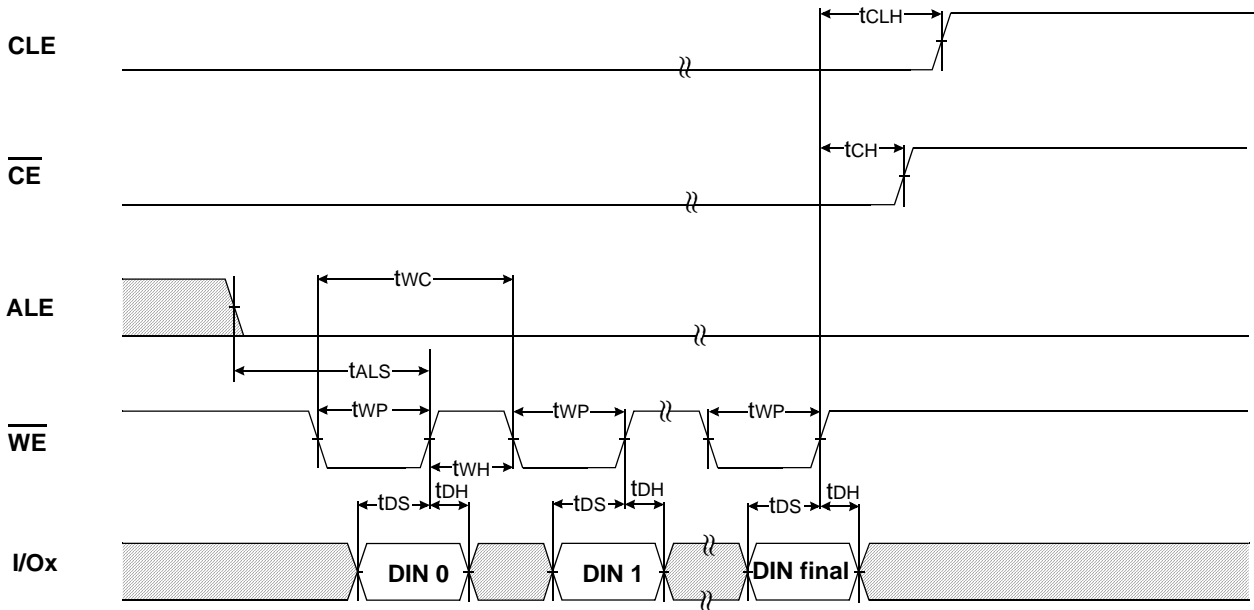 CLE
tCLH
CE
tCH
ALE
tWC
tALS
WE
tWP
tWP
tWP
tWH
tDS
tDH
tDS
tDH
tDS
tDH
I/Ox
DIN 0
DIN 1
DIN final